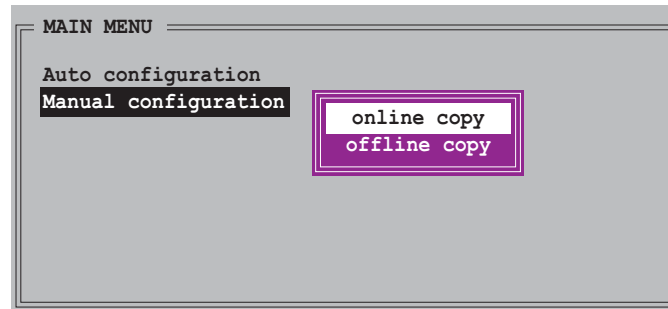 MAIN MENU
Auto configuration
Manual configuration
online copy
offline copy